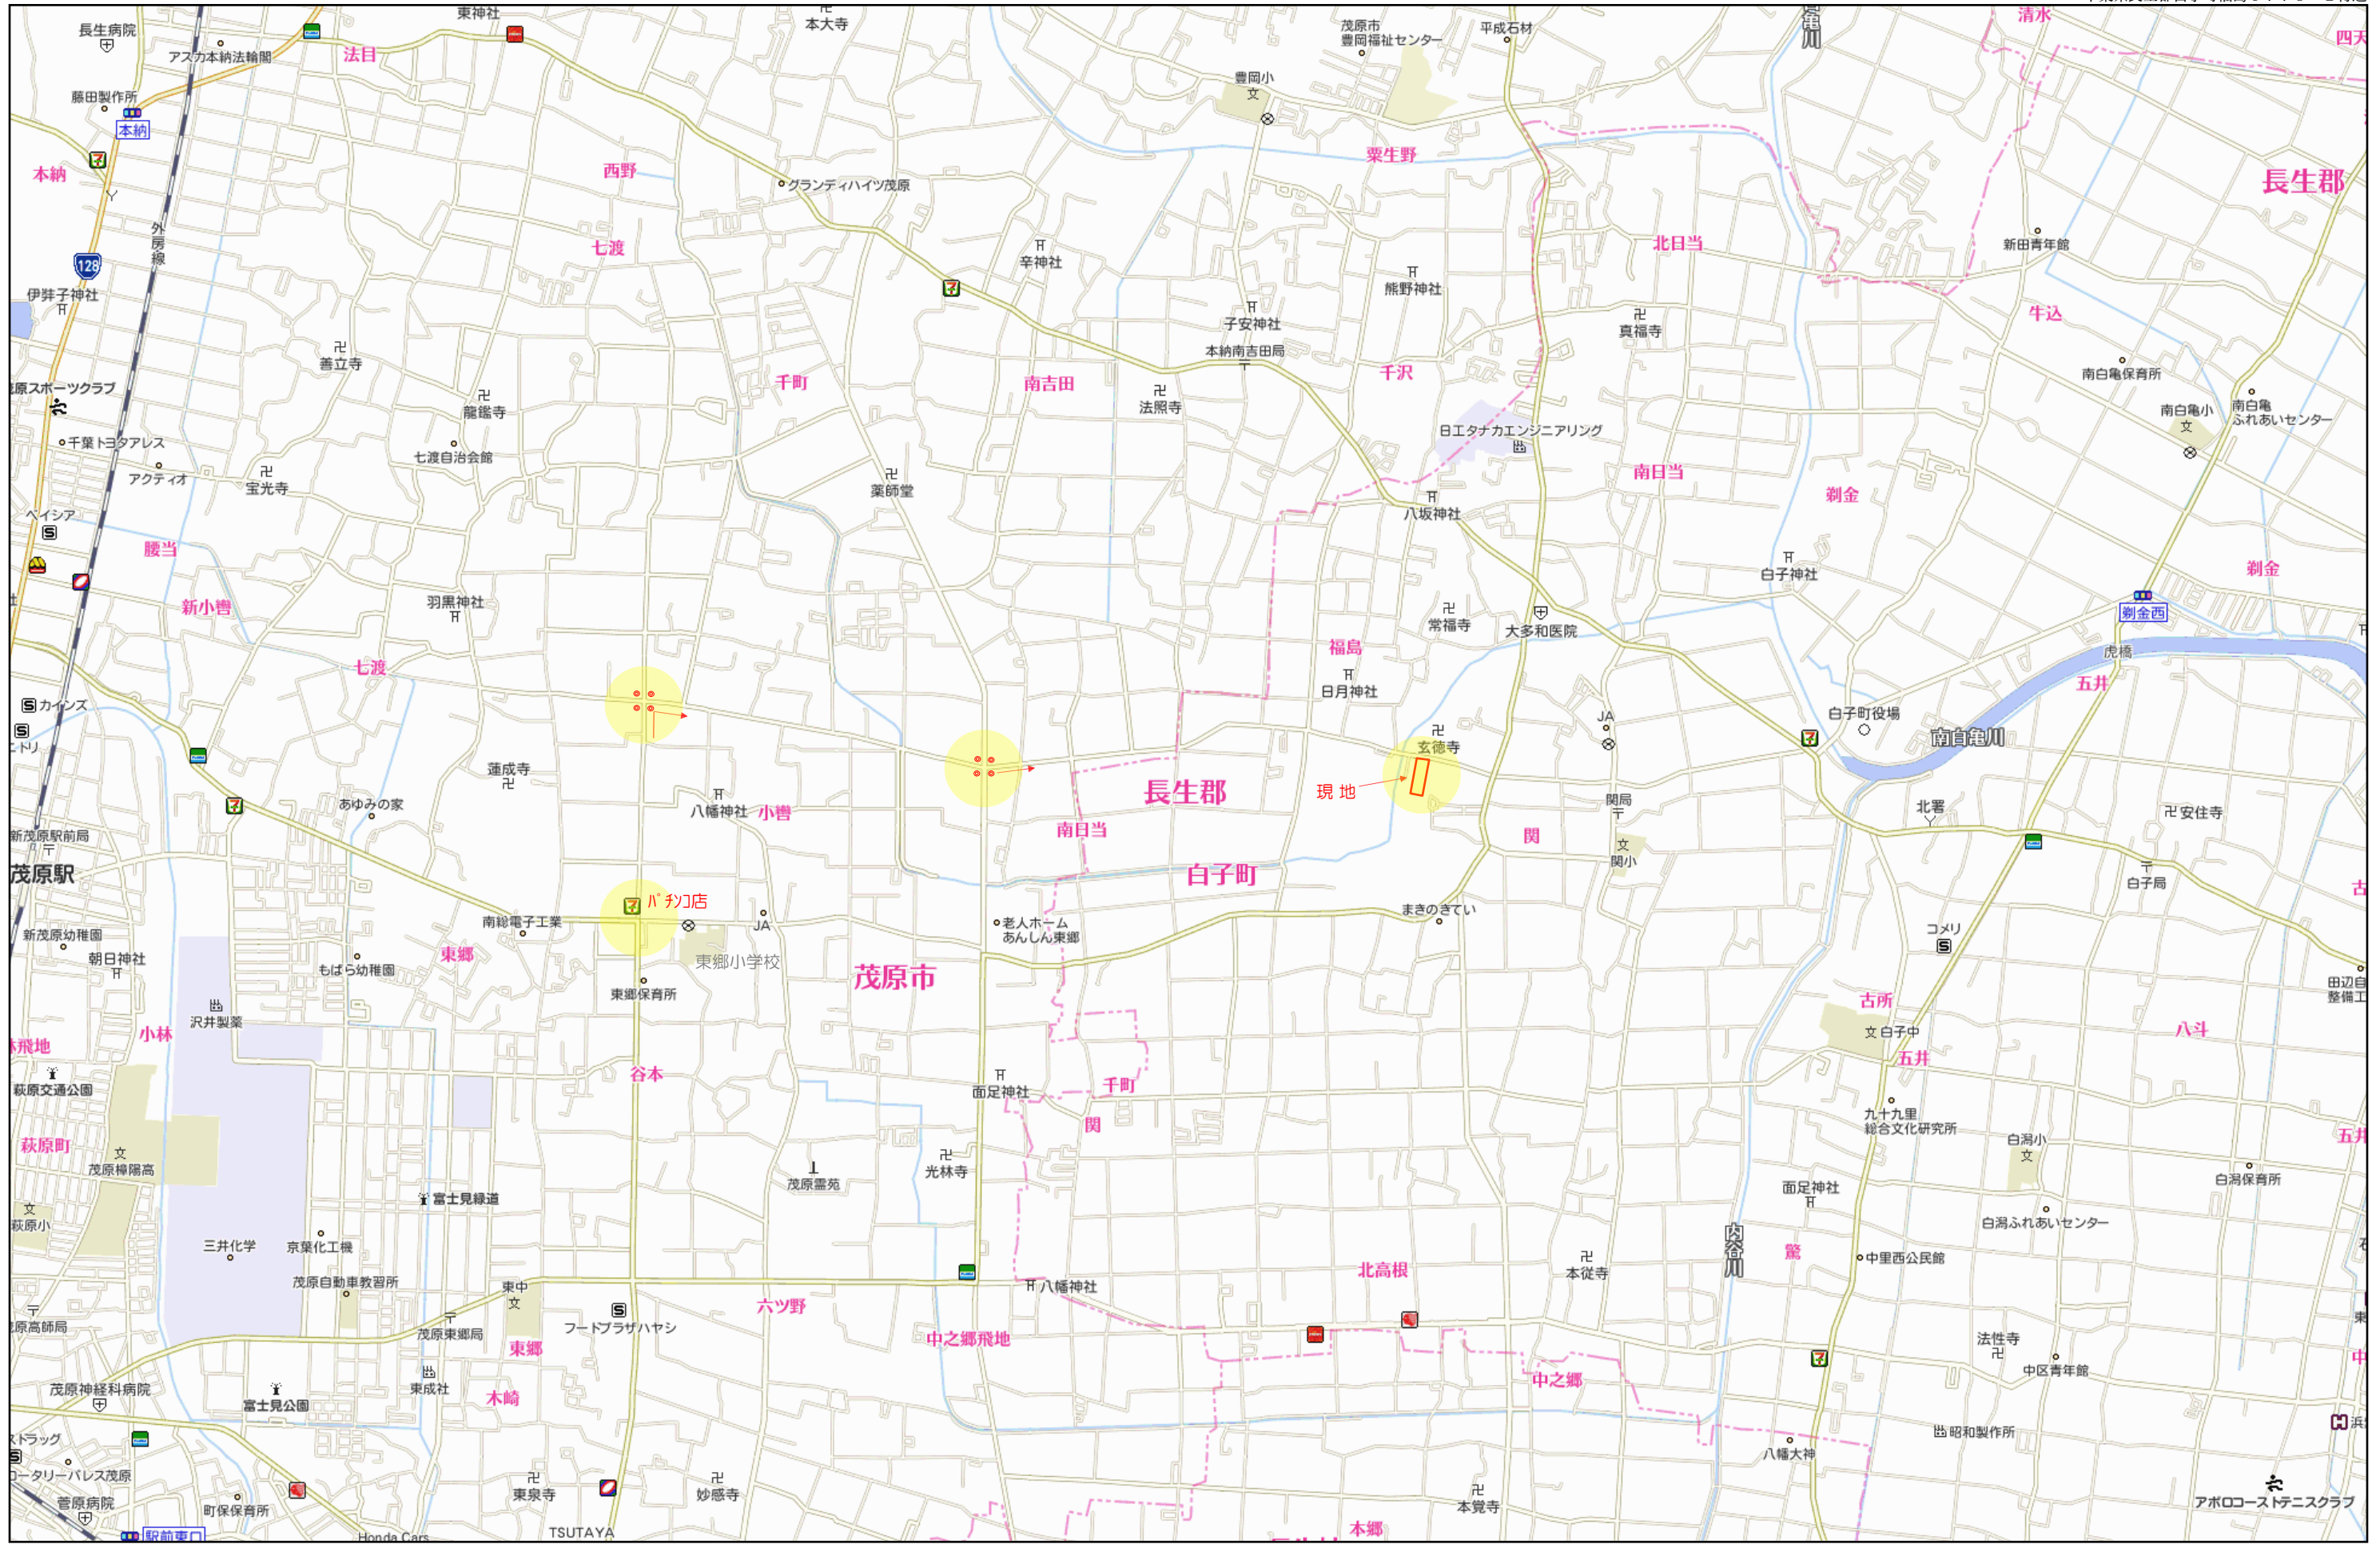 長生病院
アスカ本納法輪閣
法目
東神社
本大寺
茂原市
豊岡福祉センター
平成石材
清水
豊岡小
藤田製作所
本納
本納
西野
グランディハイツ茂原
粟生野
長生郡
外房線
七渡
128
辛神社
熊野神社
北日当
新田青年館
伊弉子神社
子安神社
真福寺
牛込
善立寺
本納南吉田局
南白亀保育所
原スポーツクラブ
龍鑑寺
千町
南吉田
法照寺
千沢
南白亀小
南白亀
ふれあいセンター
千葉トヨタアレス
七渡自治会館
日エタナカエンジニアリング
アクティオ
宝光寺
薬師堂
南日当
剃金
ベイシア
八坂神社
腰当
白子神社
剃金
新小轡
羽黒神社
常福寺
大多和医院
剃金西
七渡
福島
日月神社
虎橋
五井
カインズ
JA
白子町役場
南白亀川
玄徳寺
蓮成寺
長生郡
現地
関局
北署
安住寺
あゆみの家
八幡神社
小轡
南日当
関
新茂原駅前局
関小
茂原駅
白子町
白子局
パチンコ店
南総電子工業
JA
老人ホーム
あんしん東郷
まきのきてい
コメリ
新茂原幼稚園
朝日神社
東郷
もばら幼稚園
東郷小学校
茂原市
東郷保育所
田辺自
整備工
沢井製薬
古所
小林
白子中
八斗
飛地
五井
萩原交通公園
谷本
面足神社
千町
関
九十九里
総合文化研究所
萩原町
茂原樟陽高
茂原霊苑
光林寺
白潟小
白潟保育所
富士見緑道
面足神社
萩原小
白潟ふれあいセンター
三井化学
京葉化工機
内谷川
驚
中里西公民館
茂原自動車教習所
東中
八幡神社
北高根
本従寺
六ツ野
原高師局
茂原東郷局
フードプラザハヤシ
東郷
中之郷飛地
法性寺
中区青年館
茂原神経科病院
東成社
木崎
中之郷
富士見公園
昭和製作所
ストラッグ
八幡大神
ロータリーパレス茂原
東泉寺
妙感寺
本覚寺
アポロコーストテニスクラブ
菅原病院
町保保育所
駅前東口
Honda Cars
TSUTAYA
本郷